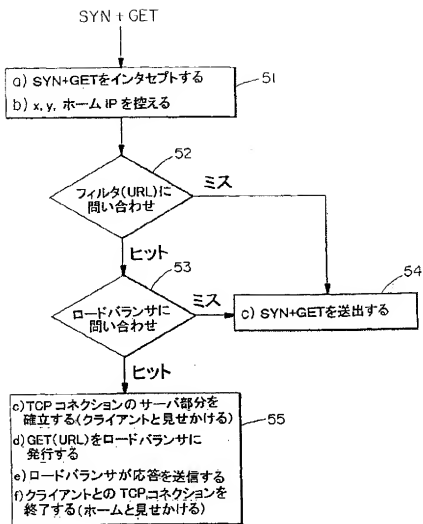 SYN + GET
a) SYN+GETをインタセプトする
51
b) x, y, ホームIPを控える
52
フィルタ(URL)に
問い合わせ
ミス
ヒット
53
ロードバランサに
問い合わせ
ミス
54
c) SYN+GETを送出する
ヒット
c) TCPコネクションのサーバ部分を
確立する(クライアントと見せかける)
55
d) GET(URL)をロードバランサに
発行する
e) ロードバランサが応答を送信する
f) クライアントとのTCPコネクションを
終了する(ホームと見せかける)